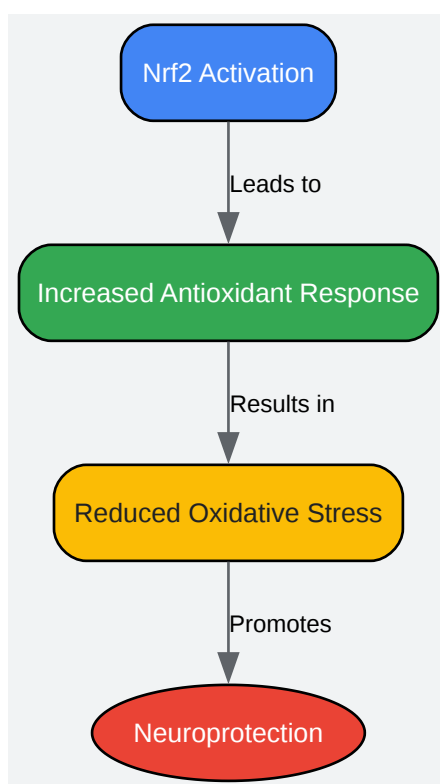 Nrf2 Activation
Leads to
Increased Antioxidant Response
Results in
Reduced Oxidative Stress
Promotes
Neuroprotection